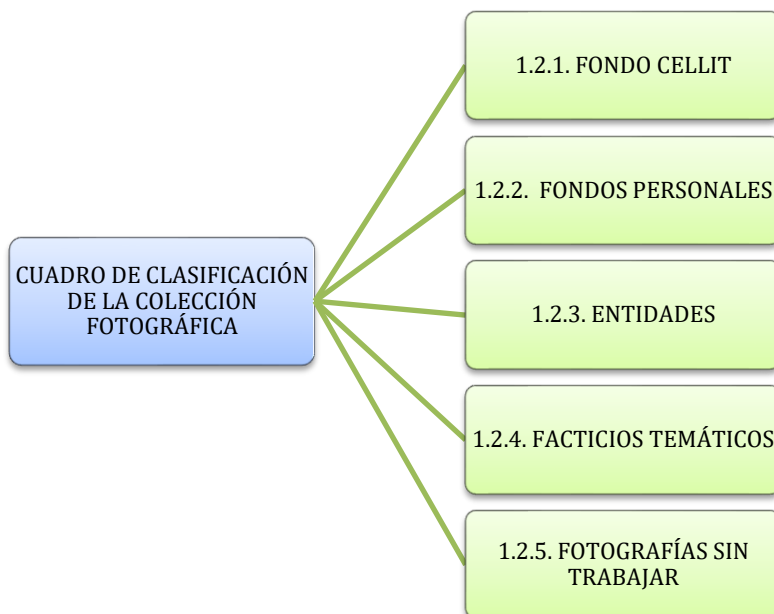 1.2.1. FONDO CELLIT
1.2.2. FONDOS PERSONALES
CUADRO DE CLASIFICACIÓN
DE LA COLECCIÓN
FOTOGRÁFICA
1.2.3. ENTIDADES
1.2.4. FACTICIOS TEMÁTICOS
1.2.5. FOTOGRAFÍAS SIN
TRABAJAR